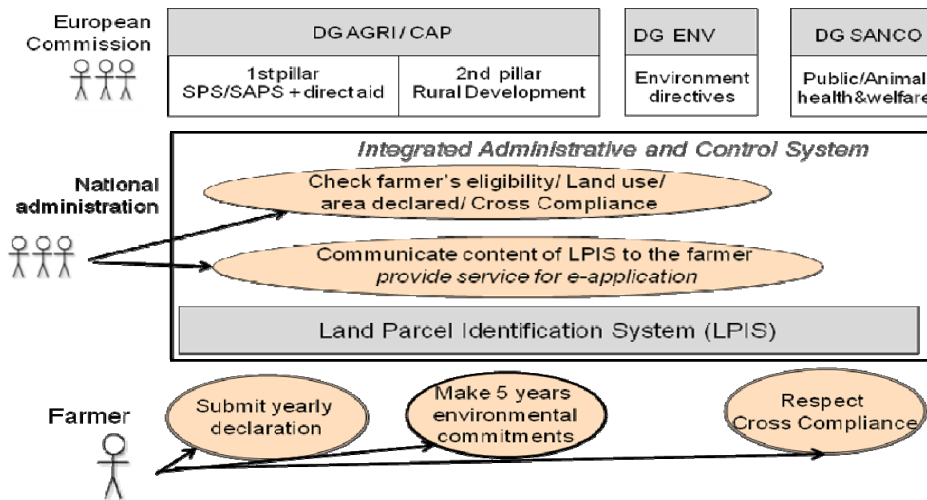 European
Commission
DG AGRI / CAP
DG ENV
DG SANCO
1st pillar
SPS/SAPS + direct aid
2nd pillar
Rural Development
Environment
directives
Public/Animal
health&welfare
Integrated Administrative and Control System
National
administration
Check farmer's eligibility/ Land use/
area declared/ Cross Compliance
Communicate content of LPIS to the farmer
provide service for e-application
Land Parcel Identification System (LPIS)
Farmer
Submit yearly
declaration
Make 5 years
environmental
commitments
Respect
Cross Compliance